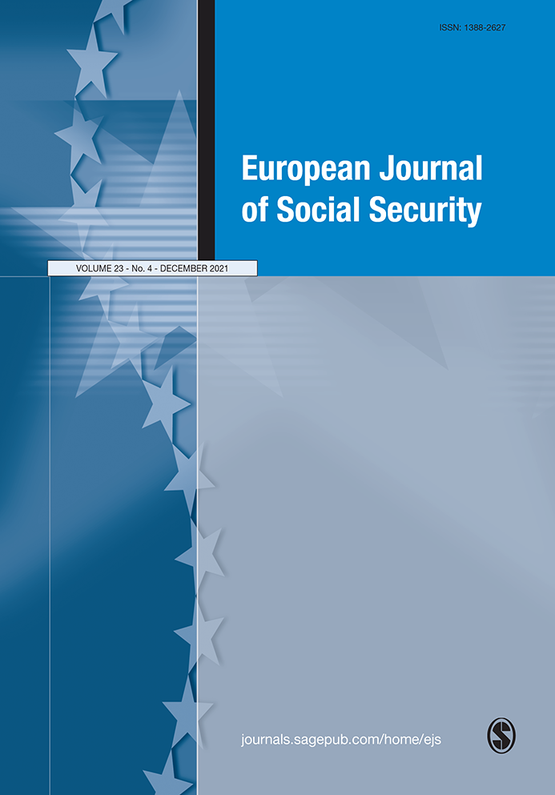 ISSN: 1388-2627
European Journal
of Social Security
VOLUME 23 - No. 4 - DECEMBER 2021
journals.sagepub.com/home/ejs
S